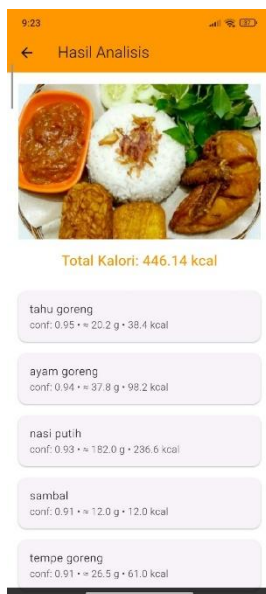 9:23
37
Hasil Analisis
Total Kalori: 446.14 kcal
tahu goreng
conf: 0.95 • ≈ 20.2 g • 38.4 kcal
ayam goreng
conf: 0.94 • ≈ 37.8 g • 98.2 kcal
nasi putih
conf: 0.93 • ≈ 182.0 g • 236.6 kcal
sambal
conf: 0.91 • ≈ 12.0 g • 12.0 kcal
tempe goreng
conf: 0.91 • ≈ 26.5 g • 61.0 kcal